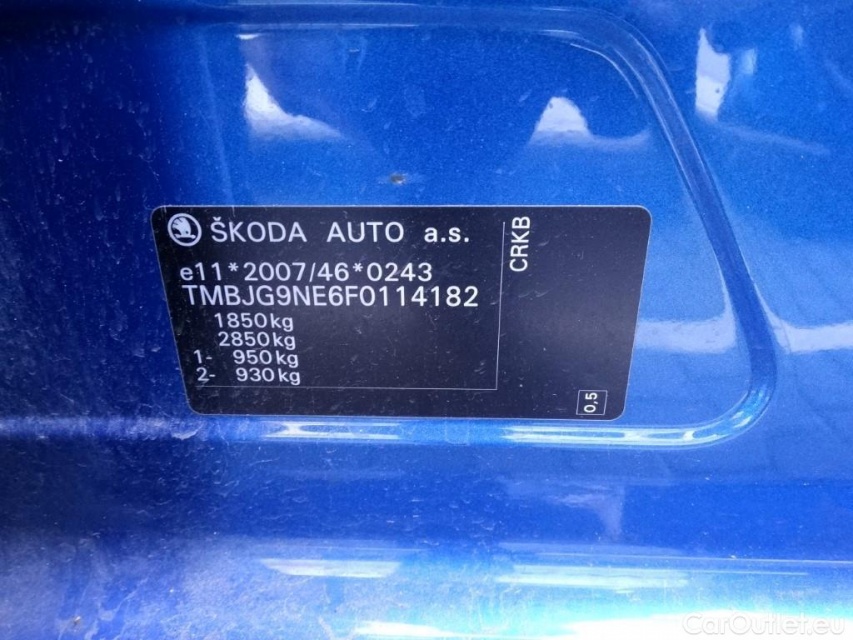 ŠKODA AUTO a.s.
e11*2007/46*0243
TMBJG9NE6F0114182
1850kg
2850kg
1- 950kg
2- 930kg
CRKB
0,5
CarOutlet.eu